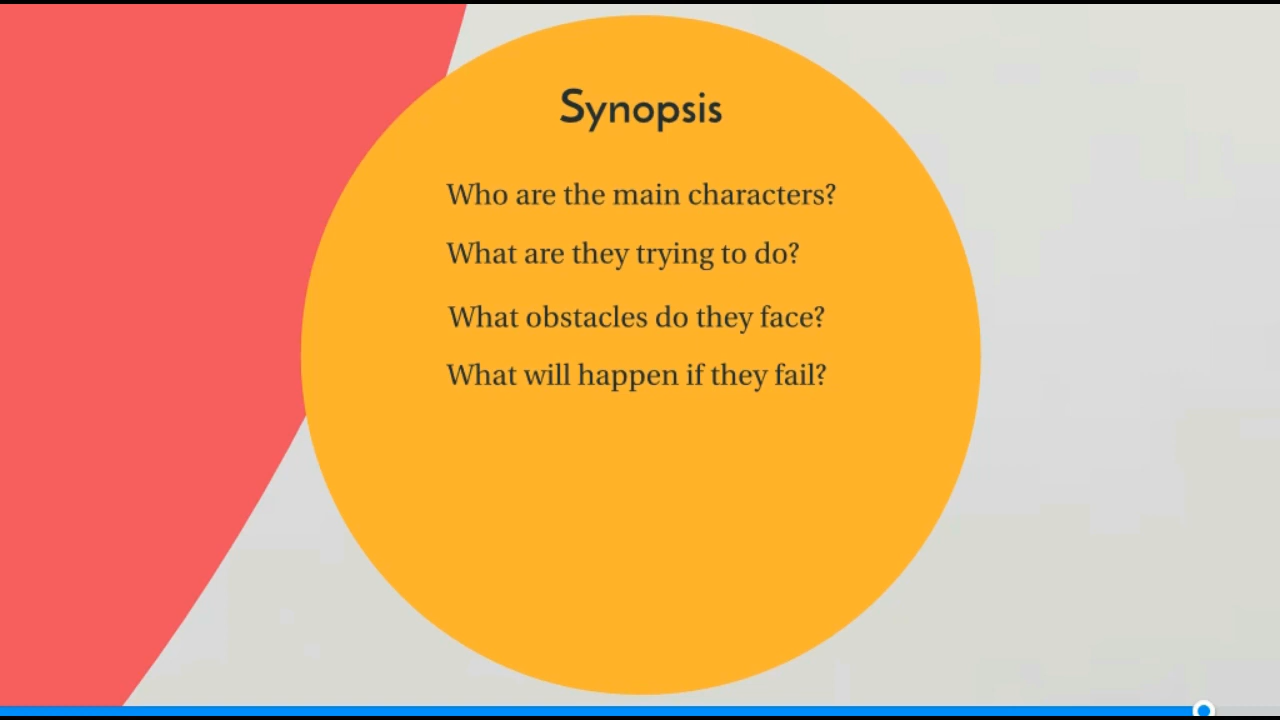 Synopsis
Who are the main characters?
What are they trying to do?
What obstacles do they face?
What will happen if they fail?